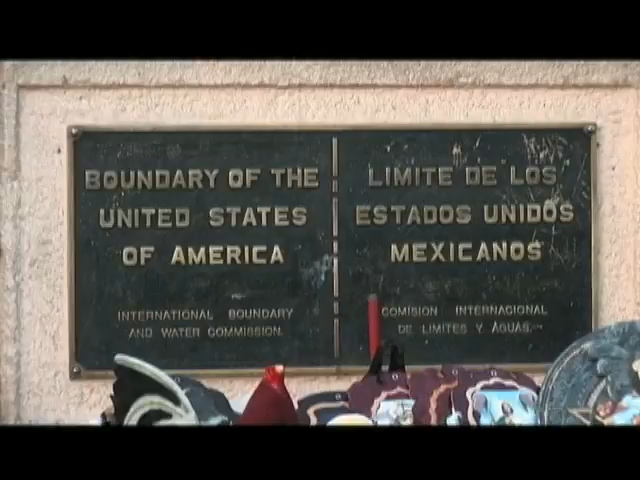 BOUNDARY OF THE
UNITED STATES
OF AMERICA
INTERNATIONAL BOUNDARY
AND WATER COMMISSION.
LIMITE DE LOS
ESTADOS UNIDOS
MEXICANOS
COMISION INTERNACIONAL
DE LIMITES Y AGUAS.